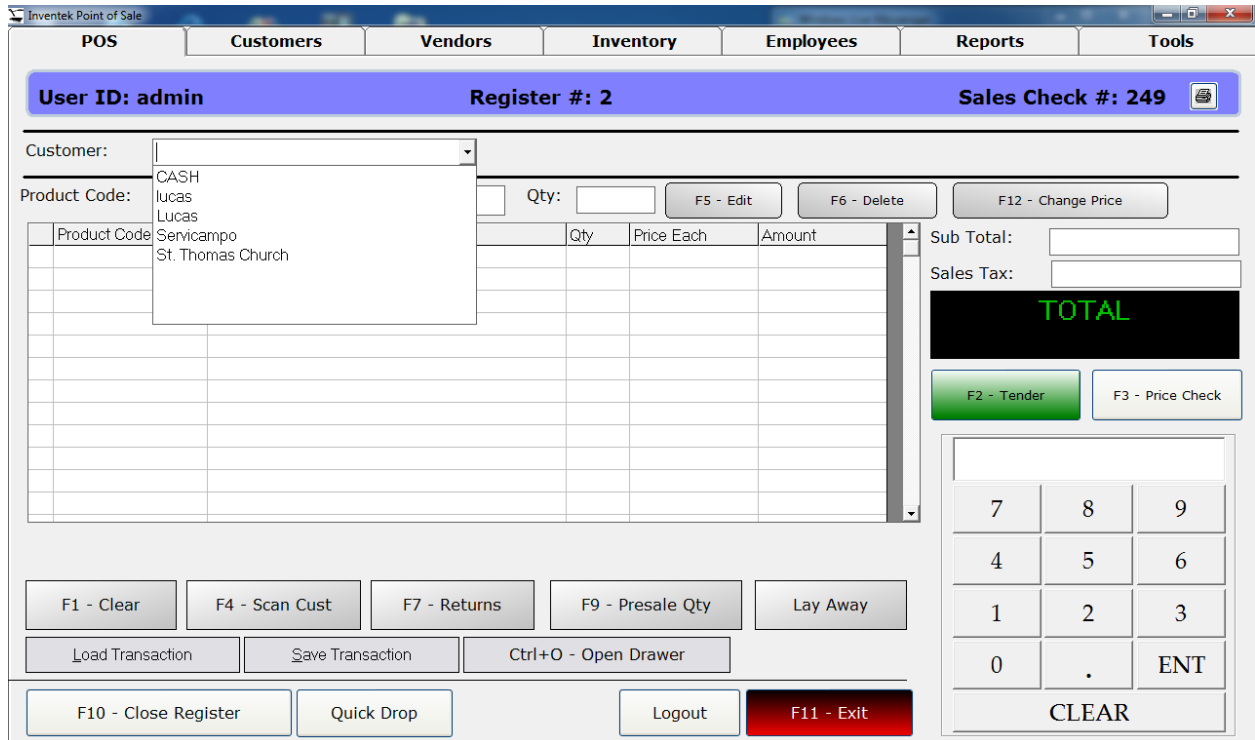 Inventek Point of Sale
POS Customers Vendors Inventory Employees Reports Tools
User ID: admin Register #: 2 Sales Check #: 249
Customer:
CASH
lucas
Lucas
Servicampo
St. Thomas Church
Product Code: Qty: F5 - Edit F6 - Delete F12 - Change Price
Product Code Qty Price Each Amount
Sub Total:
Sales Tax:
TOTAL
F2 - Tender F3 - Price Check
7 8 9
4 5 6
1 2 3
0 . ENT
CLEAR
F1 - Clear F4 - Scan Cust F7 - Returns F9 - Presale Qty Lay Away
Load Transaction Save Transaction Ctrl+O - Open Drawer
F10 - Close Register Quick Drop Logout F11 - Exit